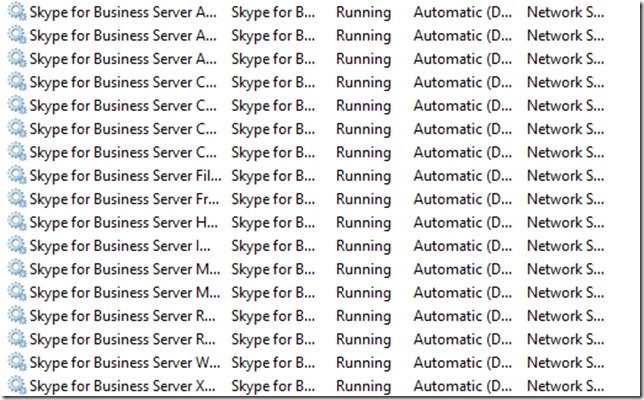 Skype for Business Server A... Skype for B... Running Automatic (D... Network S...
Skype for Business Server A... Skype for B... Running Automatic (D... Network S...
Skype for Business Server A... Skype for B... Running Automatic (D... Network S...
Skype for Business Server C... Skype for B... Running Automatic (D... Network S...
Skype for Business Server C... Skype for B... Running Automatic (D... Network S...
Skype for Business Server C... Skype for B... Running Automatic (D... Network S...
Skype for Business Server C... Skype for B... Running Automatic (D... Network S...
Skype for Business Server Fil... Skype for B... Running Automatic (D... Network S...
Skype for Business Server Fr... Skype for B... Running Automatic (D... Network S...
Skype for Business Server H... Skype for B... Running Automatic (D... Network S...
Skype for Business Server I... Skype for B... Running Automatic (D... Network S...
Skype for Business Server M... Skype for B... Running Automatic (D... Network S...
Skype for Business Server M... Skype for B... Running Automatic (D... Network S...
Skype for Business Server R... Skype for B... Running Automatic (D... Network S...
Skype for Business Server R... Skype for B... Running Automatic (D... Network S...
Skype for Business Server W... Skype for B... Running Automatic (D... Network S...
Skype for Business Server X... Skype for B... Running Automatic (D... Network S...